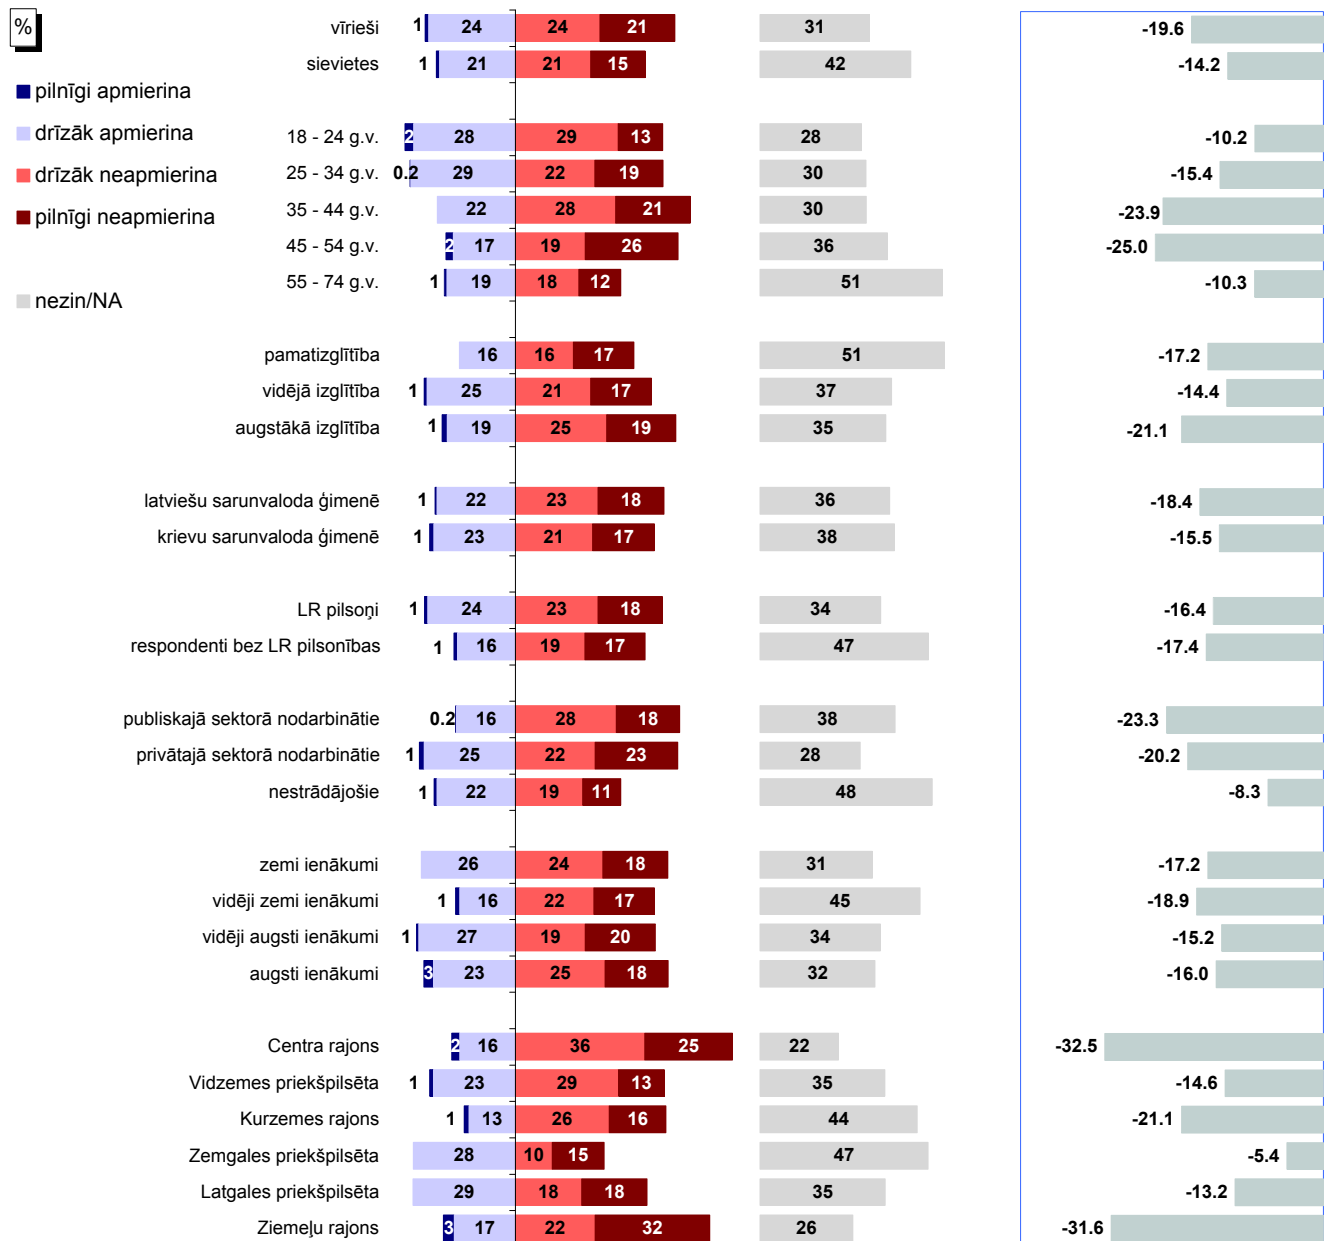 %
pilnīgi apmierina
drīzāk apmierina
drīzāk neapmierina
pilnīgi neapmierina
nezin/NA
vīrieši 1 24 24 21 31 -19.6
sievietes 1 21 21 15 42 -14.2
18 - 24 g.v. 2 28 29 13 28 -10.2
25 - 34 g.v. 0.2 29 22 19 30 -15.4
35 - 44 g.v. 22 28 21 30 -23.9
45 - 54 g.v. 2 17 19 26 36 -25.0
55 - 74 g.v. 1 19 18 12 51 -10.3
pamatizglītība 16 16 17 51 -17.2
vidējā izglītība 1 25 21 17 37 -14.4
augstākā izglītība 1 19 25 19 35 -21.1
latviešu sarunvaloda ģimenē 1 22 23 18 36 -18.4
krievu sarunvaloda ģimenē 1 23 21 17 38 -15.5
LR pilsoņi 1 24 23 18 34 -16.4
respondenti bez LR pilsonības 1 16 19 17 47 -17.4
publiskajā sektorā nodarbinātie 0.2 16 28 18 38 -23.3
privātajā sektorā nodarbinātie 1 25 22 23 28 -20.2
nestrādājošie 1 22 19 11 48 -8.3
zemi ienākumi 26 24 18 31 -17.2
vidēji zemi ienākumi 1 16 22 17 45 -18.9
vidēji augsti ienākumi 1 27 19 20 34 -15.2
augsti ienākumi 3 23 25 18 32 -16.0
Centra rajons 2 16 36 25 22 -32.5
Vidzemes priekšpilsēta 1 23 29 13 35 -14.6
Kurzemes rajons 1 13 26 16 44 -21.1
Zemgales priekšpilsēta 28 10 15 47 -5.4
Latgales priekšpilsēta 29 18 18 35 -13.2
Ziemeļu rajons 3 17 22 32 26 -31.6